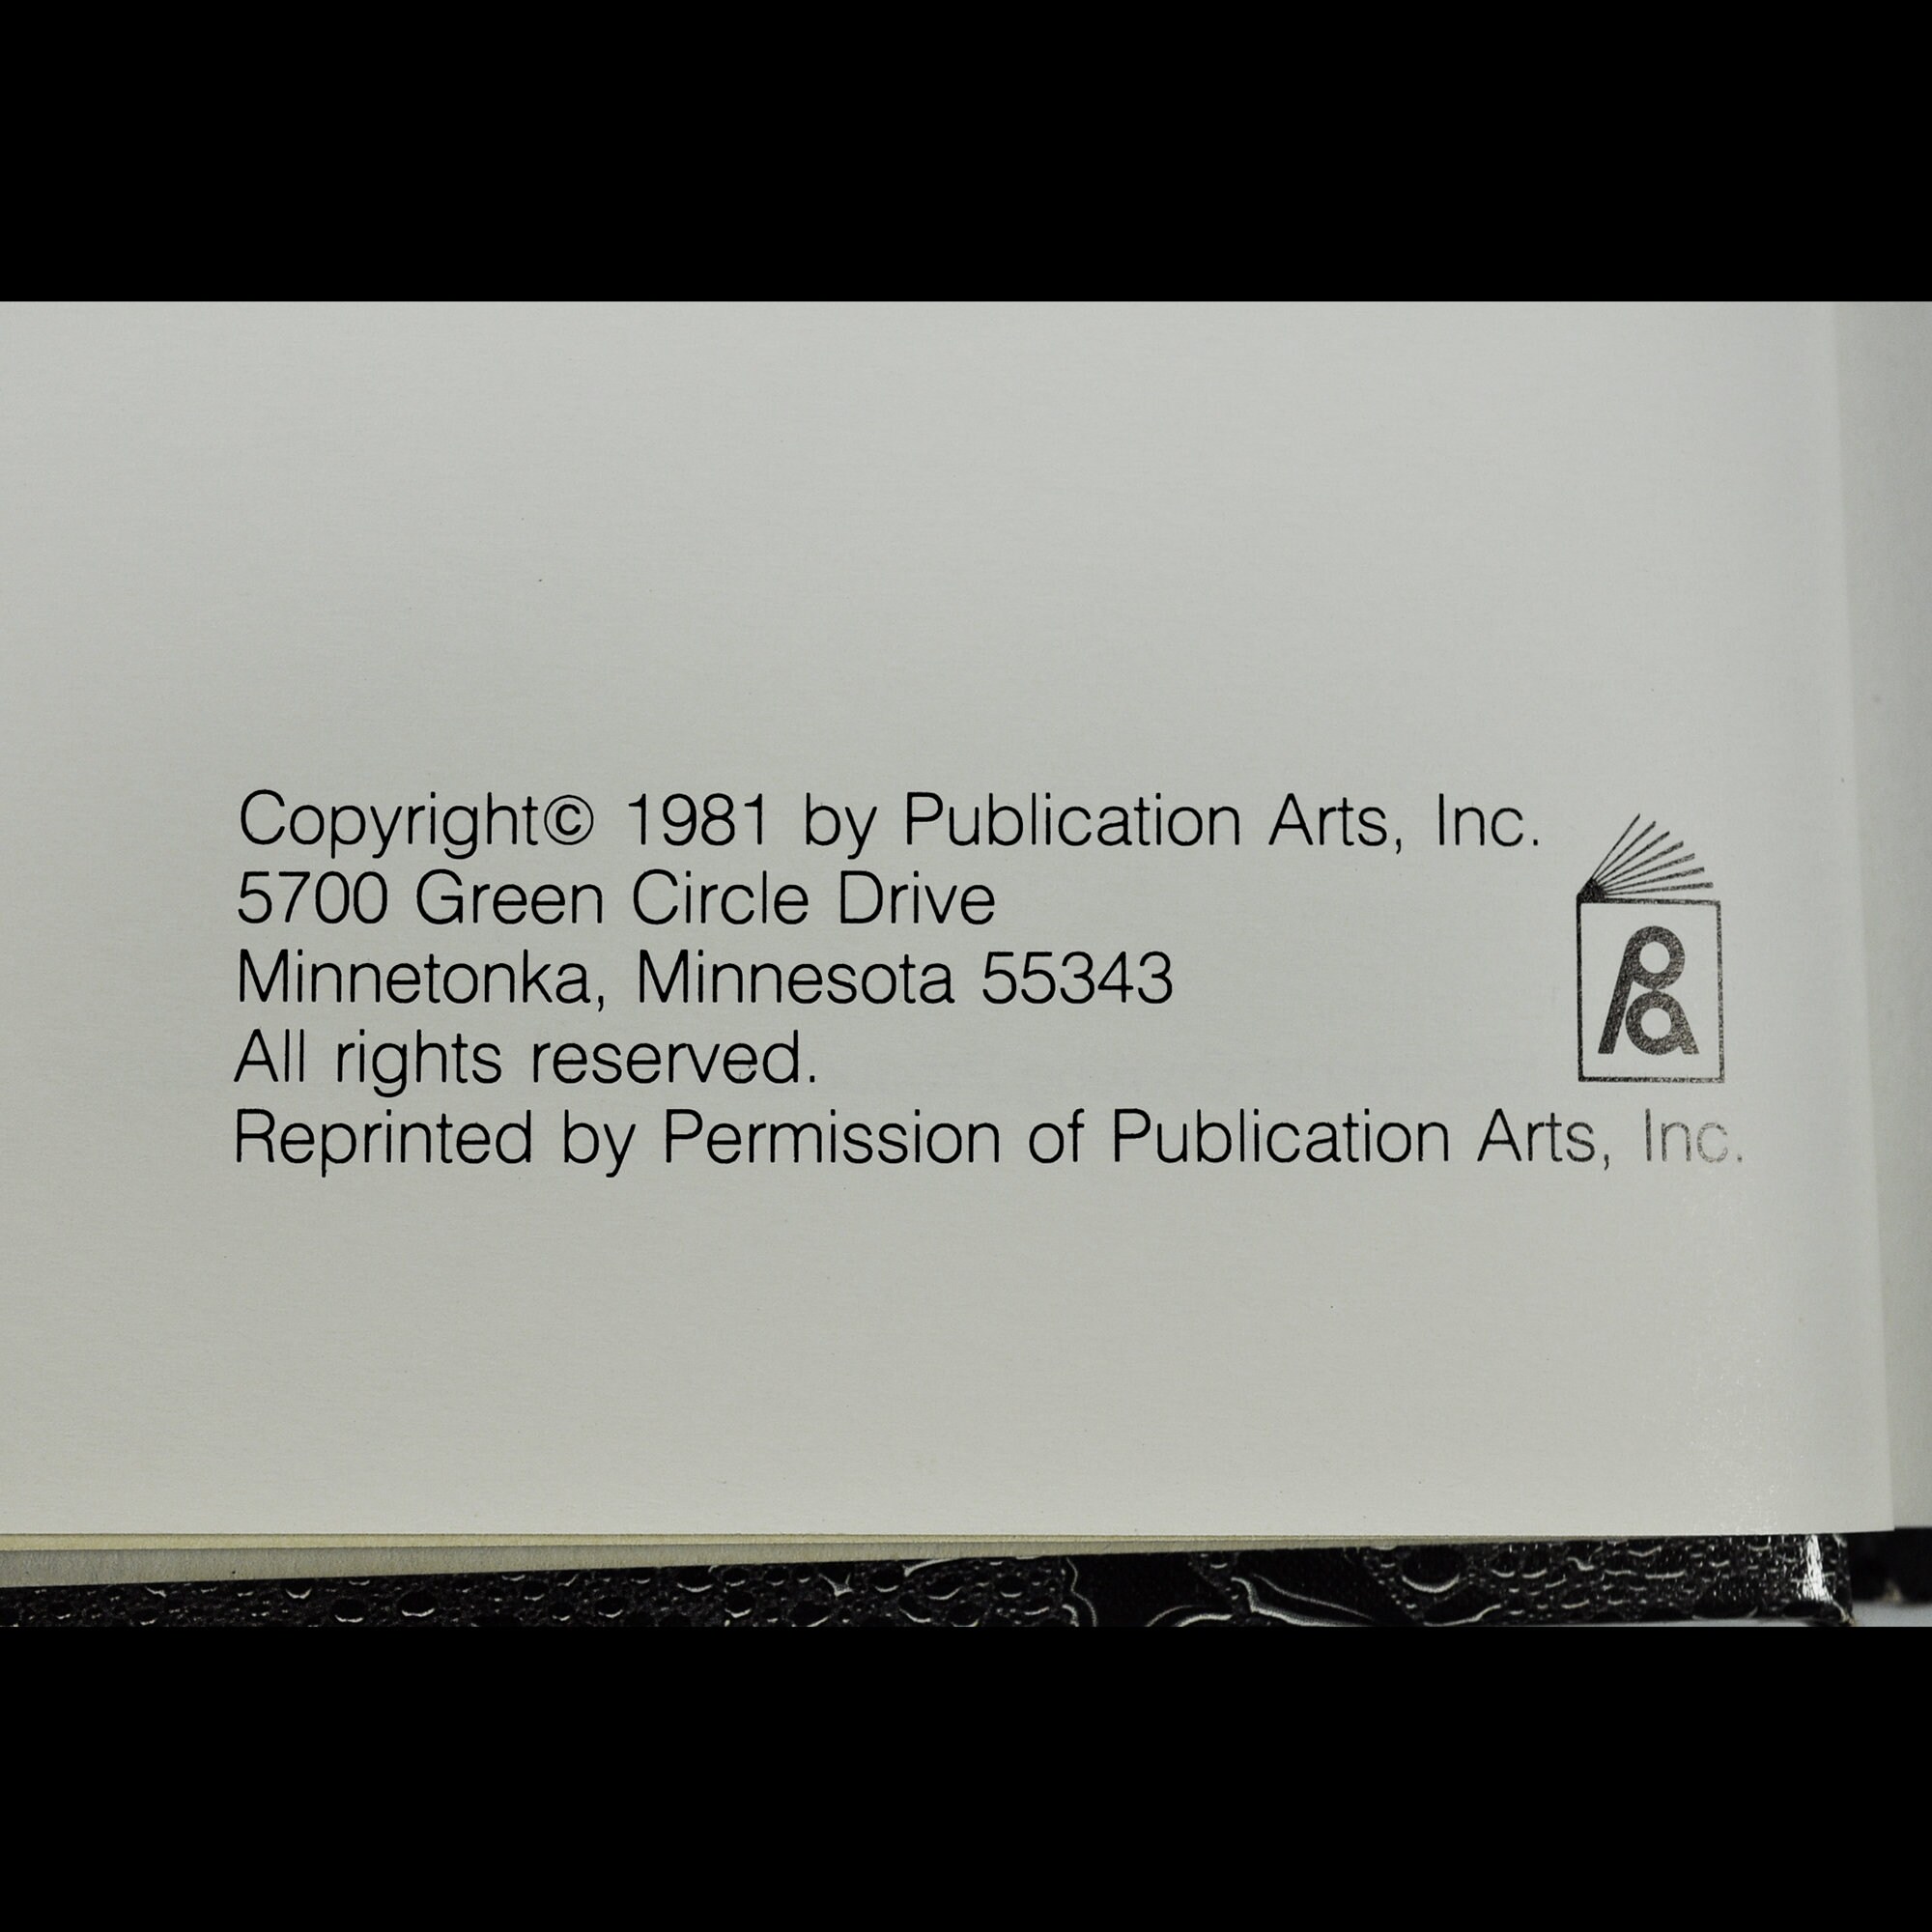 Copyright© 1981 by Publication Arts, Inc.
5700 Green Circle Drive
Minnetonka, Minnesota 55343
All rights reserved.
Reprinted by Permission of Publication Arts, Inc.
pa